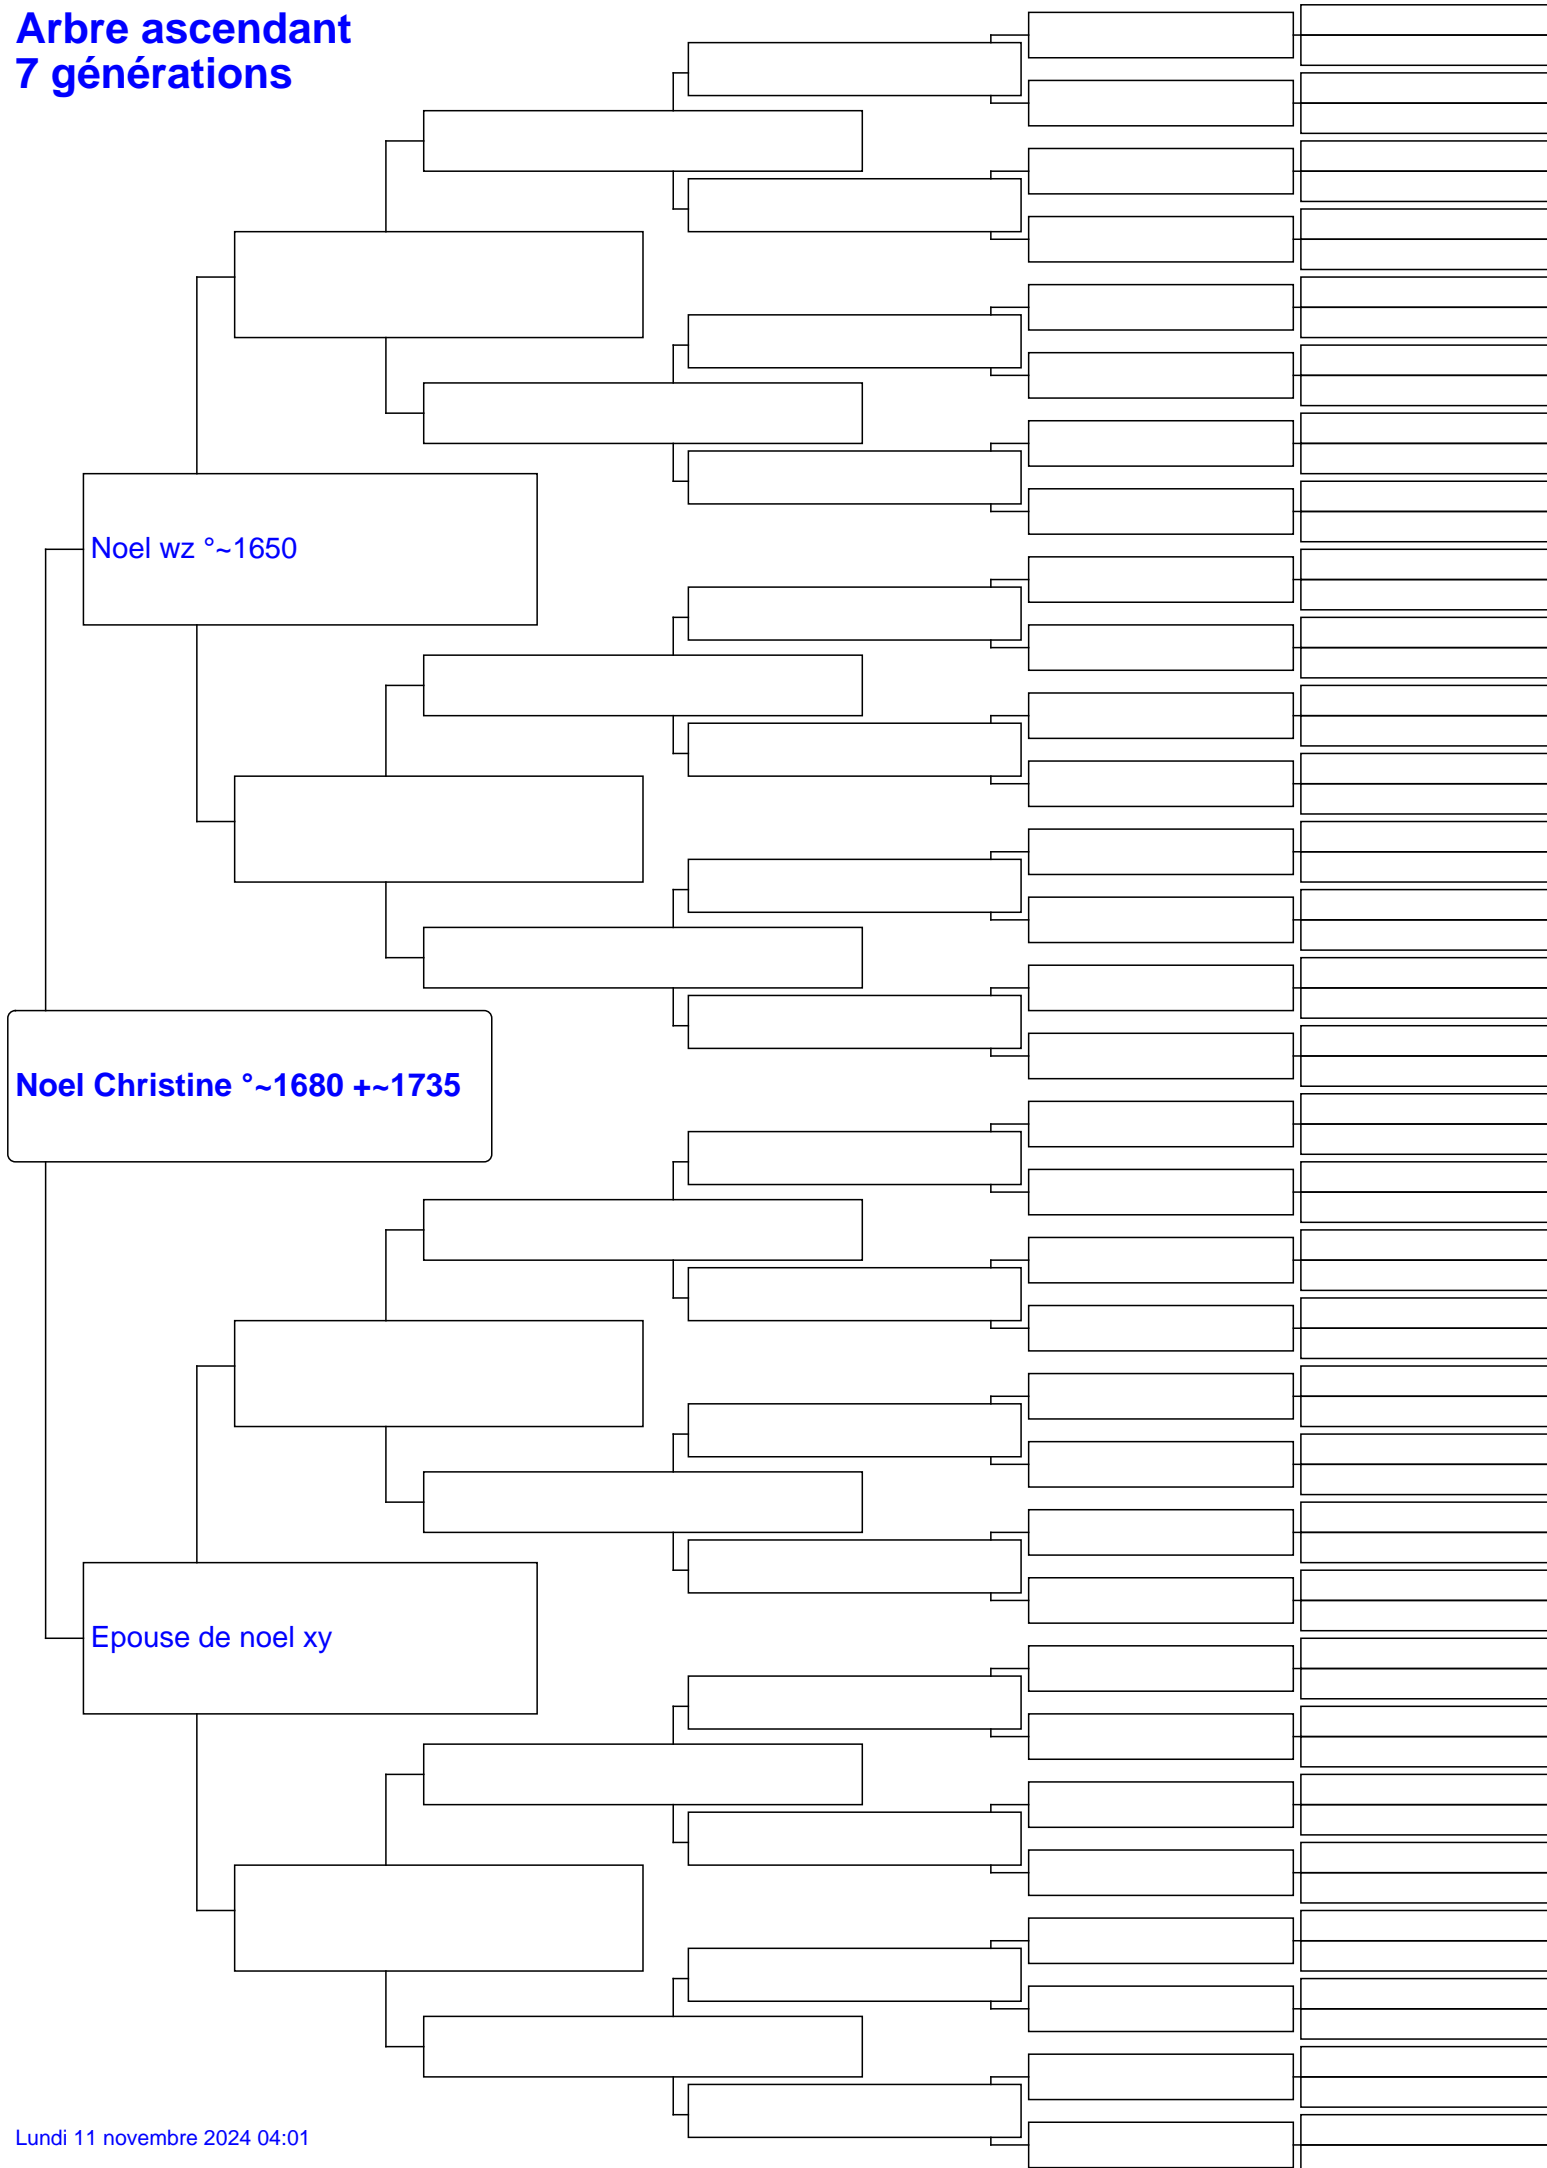 Arbre ascendant
7 générations
Noel wz °~1650
Noel Christine °~1680 +~1735
Epouse de noel xy
Lundi 11 novembre 2024 04:01